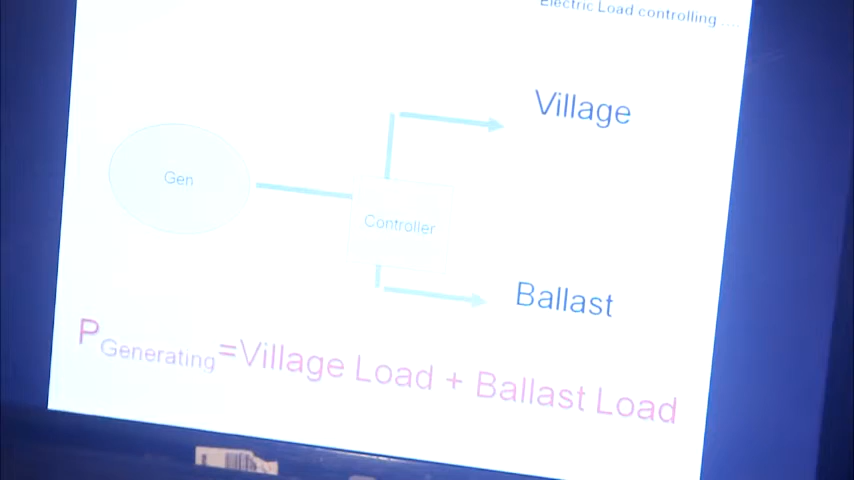 Electric Load controlling ....
Village
Gen
Controller
Ballast
PGenerating=Village Load + Ballast Load